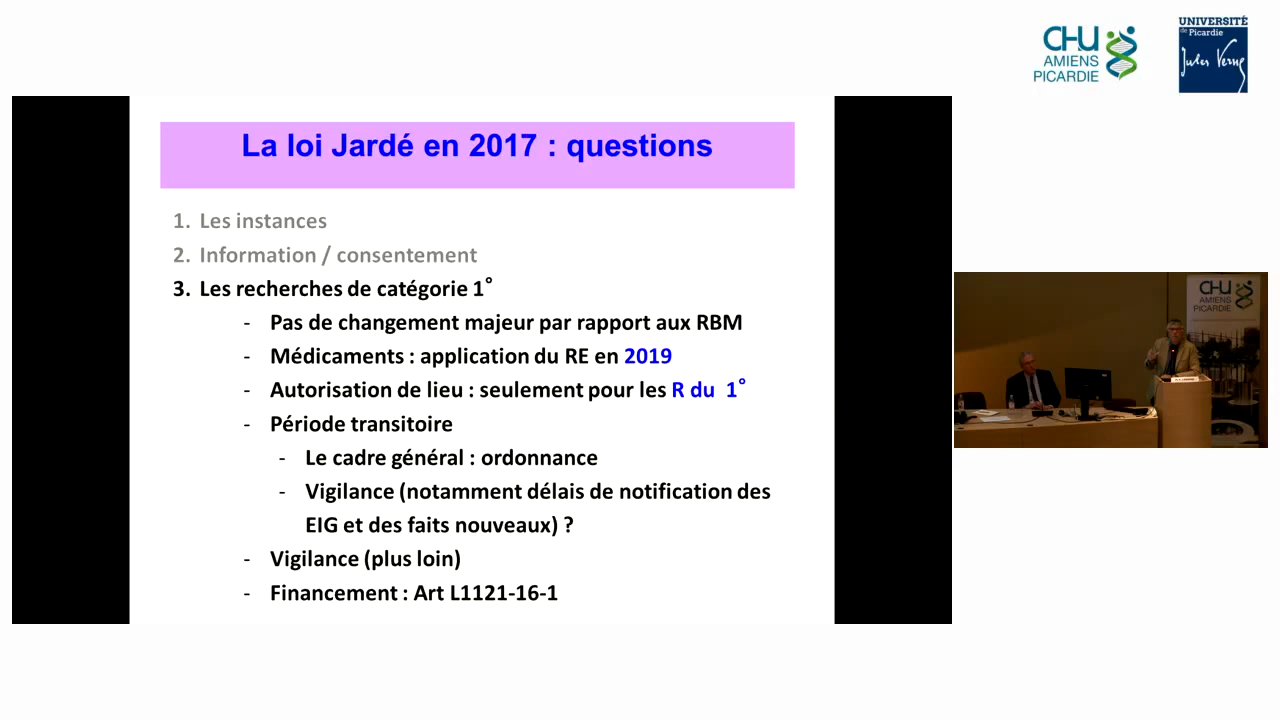 CHU
AMIENS
PICARDIE
UNIVERSITÉ
de Picardie
Jules Verne
La loi Jardé en 2017 : questions
1. Les instances
2. Information / consentement
3. Les recherches de catégorie 1°
- Pas de changement majeur par rapport aux RBM
- Médicaments : application du RE en 2019
- Autorisation de lieu : seulement pour les R du 1°
- Période transitoire
- Le cadre général : ordonnance
- Vigilance (notamment délais de notification des
EIG et des faits nouveaux) ?
- Vigilance (plus loin)
- Financement : Art L1121-16-1
CHU
AMIENS
PICARDIE